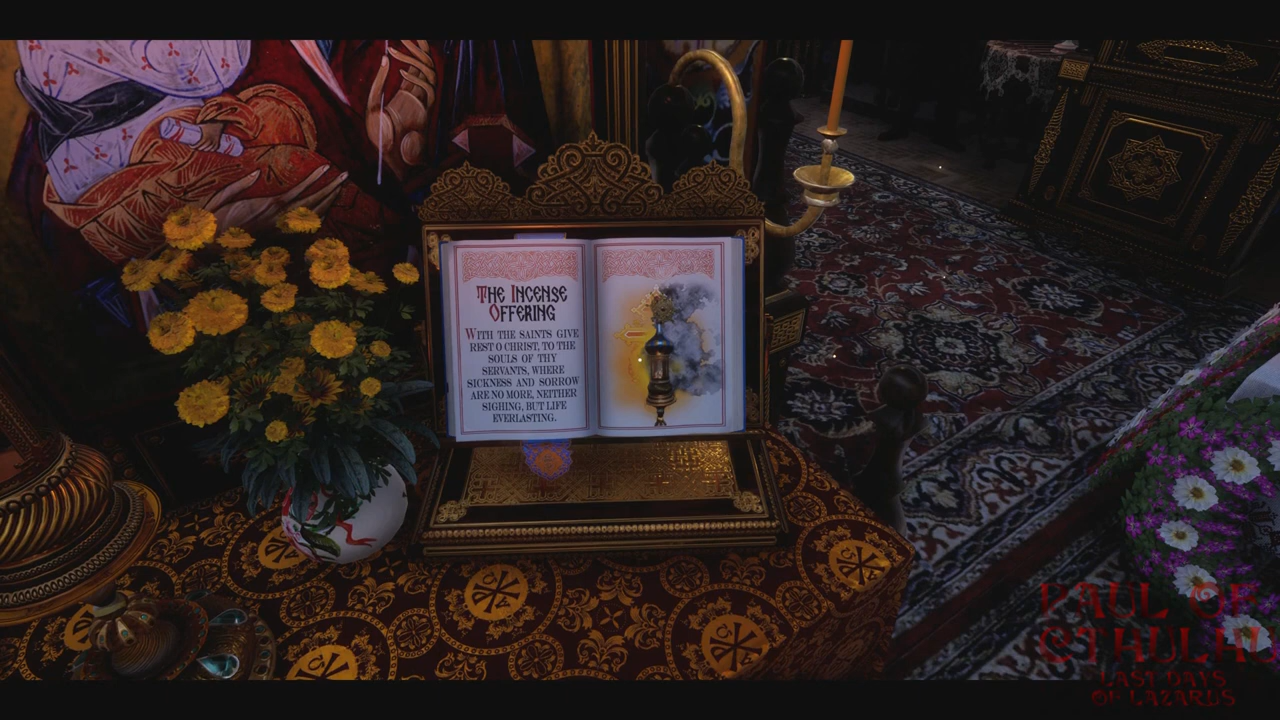 THE INCENSE
OFFERING
WITH THE SAINTS GIVE
REST O CHRIST, TO THE
SOULS OF THY
SERVANTS, WHERE
SICKNESS AND SORROW
ARE NO MORE, NEITHER
SIGHING, BUT LIFE
EVERLASTING.
PAUL OF
CTHULHU
LAST DAYS
OF LAZARUS